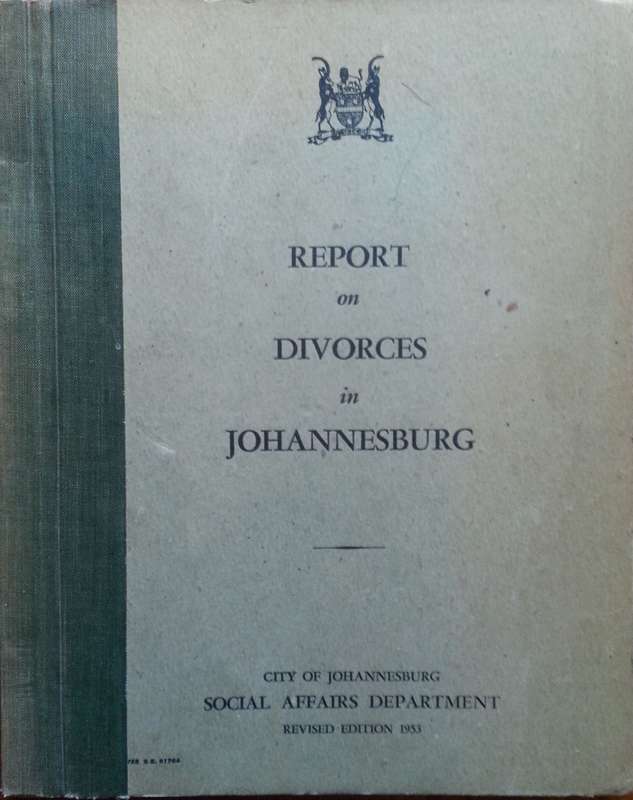 REPORT
on
DIVORCES
in
JOHANNESBURG
CITY OF JOHANNESBURG
SOCIAL AFFAIRS DEPARTMENT
REVISED EDITION 1953